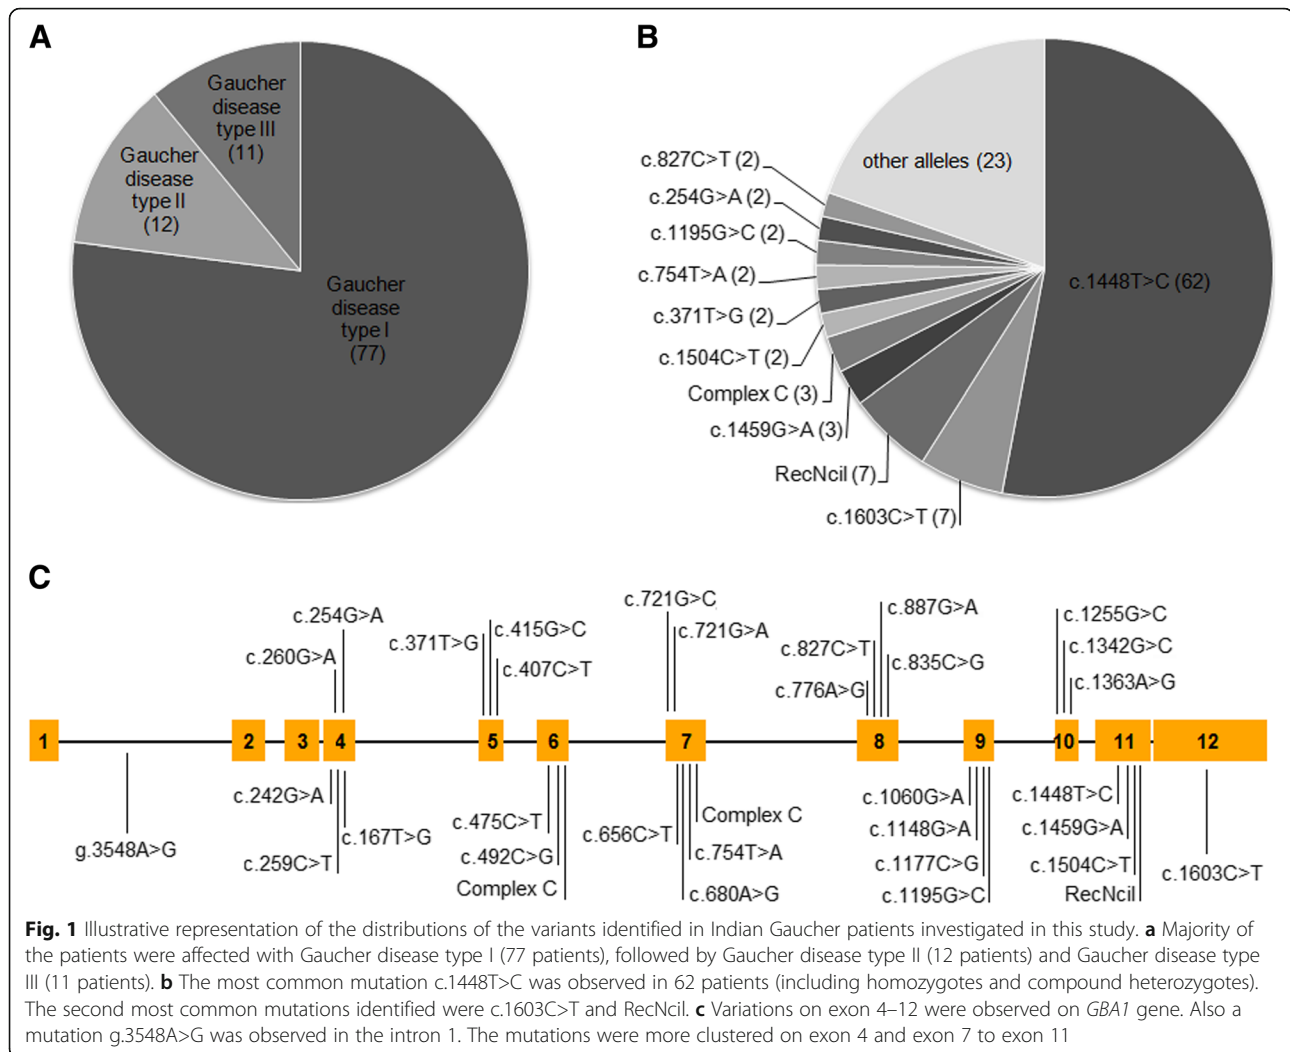 A
Gaucher
disease
type III
(11)
Gaucher
disease
type II
(12)
Gaucher
disease
type I
(77)
B
other alleles (23)
c.827C>T (2)
c.254G>A (2)
c.1195G>C (2)
c.754T>A (2)
c.371T>G (2)
c.1504C>T (2)
Complex C (3)
c.1459G>A (3)
RecNcil (7)
c.1603C>T (7)
c.1448T>C (62)
C
c.254G>A
c.260G>A
c.371T>G
c.415G>C
c.407C>T
c.721G>C
c.721G>A
c.887G>A
c.827C>T
c.835C>G
c.776A>G
c.1255G>C
c.1342G>C
c.1363A>G
1 2 3 4 5 6 7 8 9 10 11 12
g.3548A>G
c.242G>A
c.167T>G
c.259C>T
c.475C>T
c.492C>G
Complex C
c.656C>T
Complex C
c.754T>A
c.680A>G
c.1060G>A
c.1148G>A
c.1177C>G
c.1195G>C
c.1448T>C
c.1459G>A
c.1504C>T
RecNcil
c.1603C>T
Fig. 1 Illustrative representation of the distributions of the variants identified in Indian Gaucher patients investigated in this study. a Majority of
the patients were affected with Gaucher disease type I (77 patients), followed by Gaucher disease type II (12 patients) and Gaucher disease type
III (11 patients). b The most common mutation c.1448T>C was observed in 62 patients (including homozygotes and compound heterozygotes).
The second most common mutations identified were c.1603C>T and RecNcil. c Variations on exon 4–12 were observed on GBA1 gene. Also a
mutation g.3548A>G was observed in the intron 1. The mutations were more clustered on exon 4 and exon 7 to exon 11